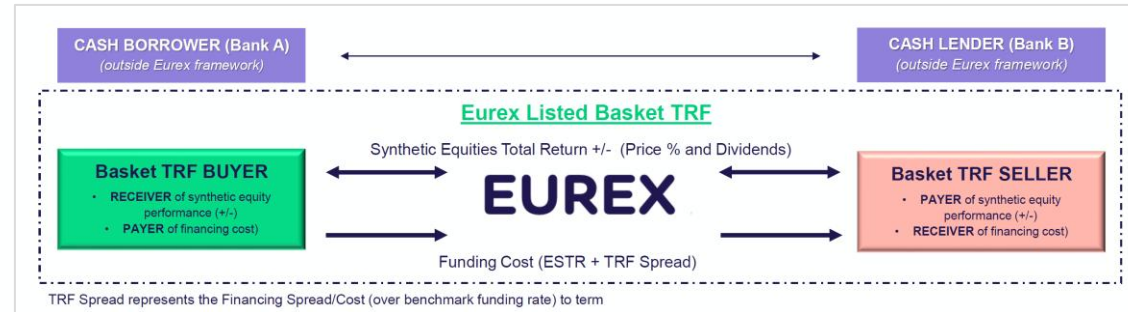 CASH BORROWER (Bank A)
(outside Eurex framework)
CASH LENDER (Bank B)
(outside Eurex framework)
Eurex Listed Basket TRF
Synthetic Equities Total Return +/-  (Price % and Dividends)
Basket TRF BUYER
• RECEIVER of synthetic equity
performance (+/-)
• PAYER of financing cost)
EUREX
Basket TRF SELLER
• PAYER of synthetic equity
performance (+/-)
• RECEIVER of financing cost)
Funding Cost (ESTR + TRF Spread)
TRF Spread represents the Financing Spread/Cost (over benchmark funding rate) to term